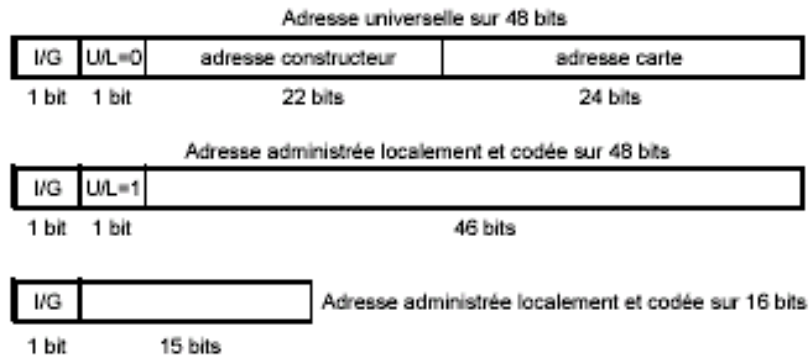 Adresse universelle sur 48 bits
I/G U/L=0 adresse constructeur adresse carte
1 bit 1 bit 22 bits 24 bits
Adresse administrée localement et codée sur 48 bits
I/G U/L=1
1 bit 1 bit 46 bits
I/G Adresse administrée localement et codée sur 16 bits
1 bit 15 bits